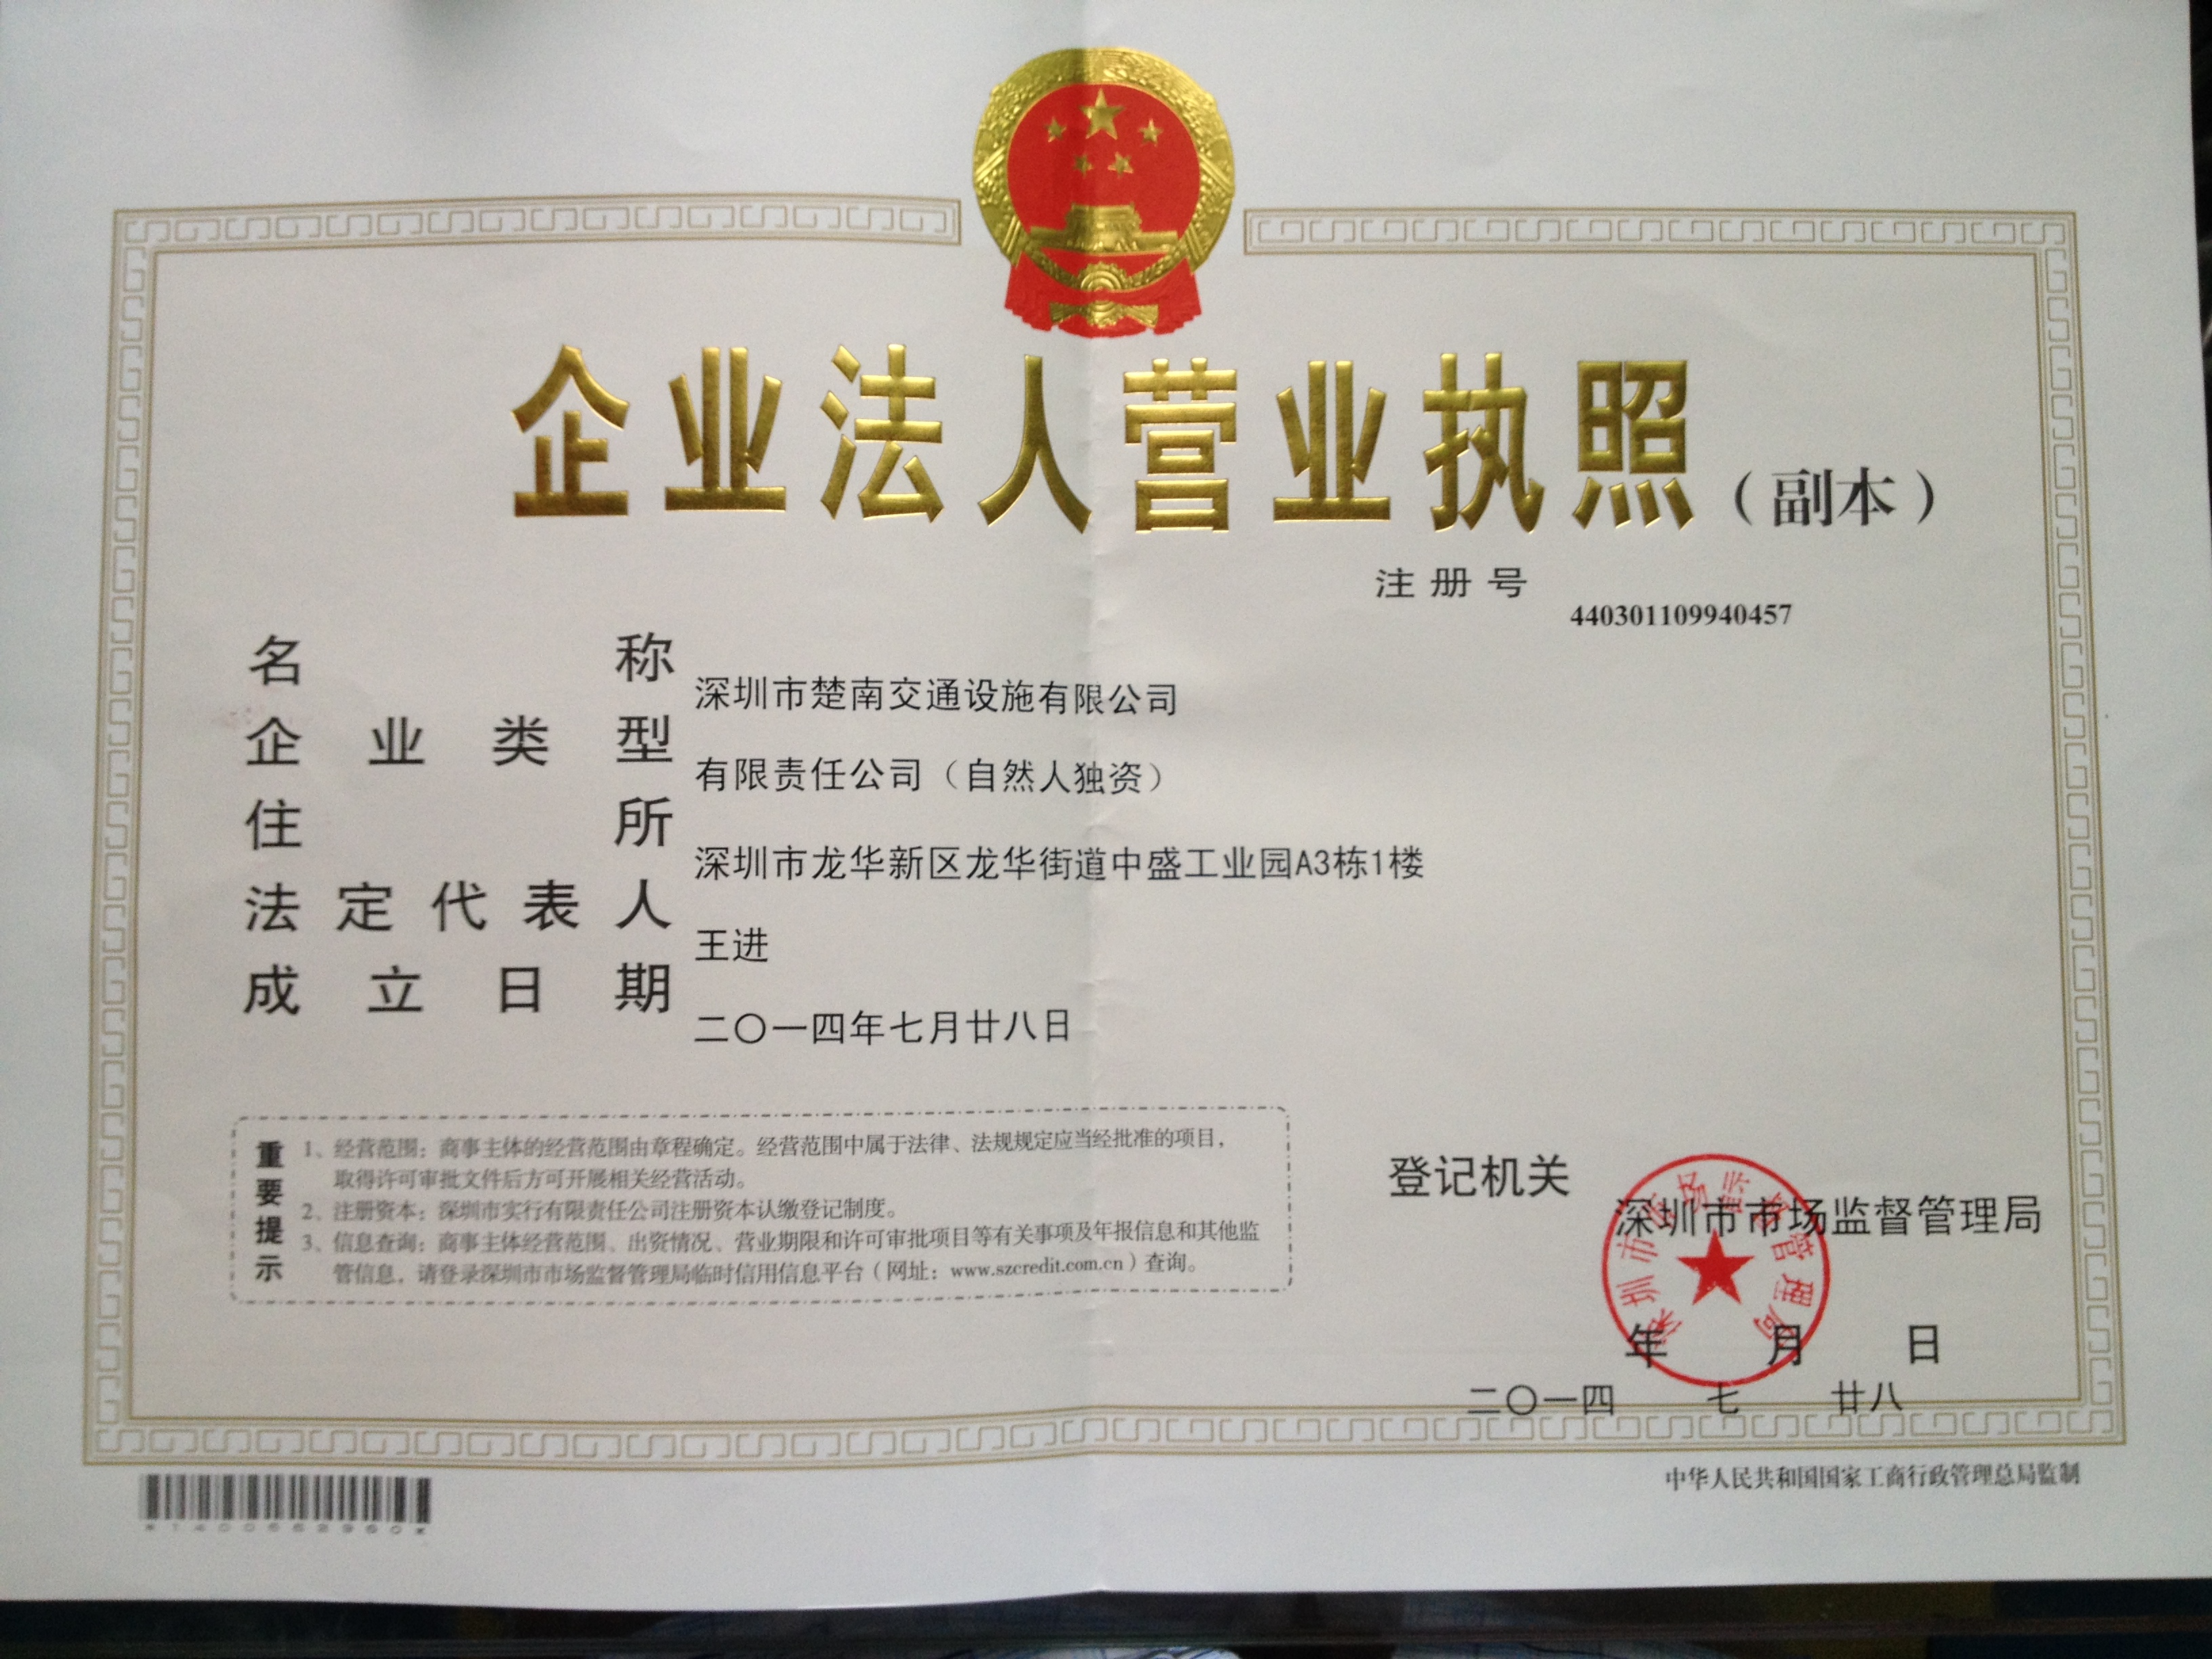 企业法人营业执照（副本）
注册号
440301109940457
名称
深圳市楚南交通设施有限公司
企业类型
有限责任公司（自然人独资）
住所
深圳市龙华新区龙华街道中盛工业园A3栋1楼
法定代表人
王进
成立日期
二〇一四年七月廿八日
重要提示
1、经营范围：商事主体的经营范围由章程确定。经营范围中属于法律、法规规定应当经批准的项目，
取得许可审批文件后方可开展相关经营活动。
2、注册资本：深圳市实行有限责任公司注册资本认缴登记制度。
3、信息查询：商事主体经营范围、出资情况、营业期限和许可审批项目等有关事项及年报信息和其他监
管信息，请登录深圳市市场监督管理局临时信用信息平台（网址：www.szcredit.com.cn）查询。
登记机关
深圳市市场监督管理局
深圳市市场监督管理局
年 月 日
二〇一四 七 廿八
中华人民共和国国家工商行政管理总局监制